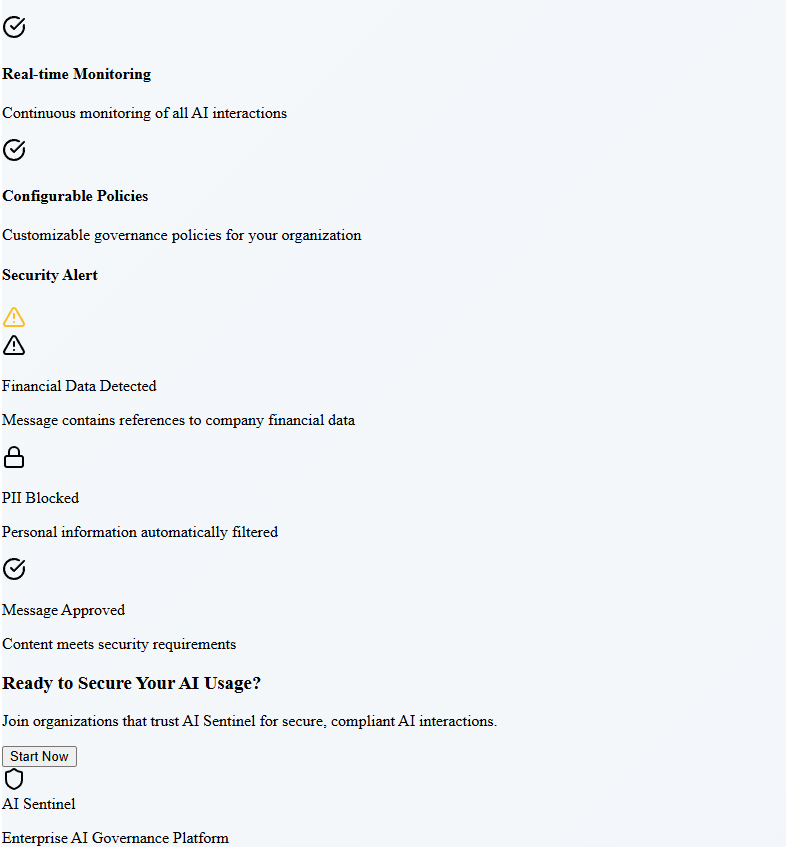 Real-time Monitoring
Continuous monitoring of all AI interactions
Configurable Policies
Customizable governance policies for your organization
Security Alert
Financial Data Detected
Message contains references to company financial data
PII Blocked
Personal information automatically filtered
Message Approved
Content meets security requirements
Ready to Secure Your AI Usage?
Join organizations that trust AI Sentinel for secure, compliant AI interactions.
Start Now
AI Sentinel
Enterprise AI Governance Platform